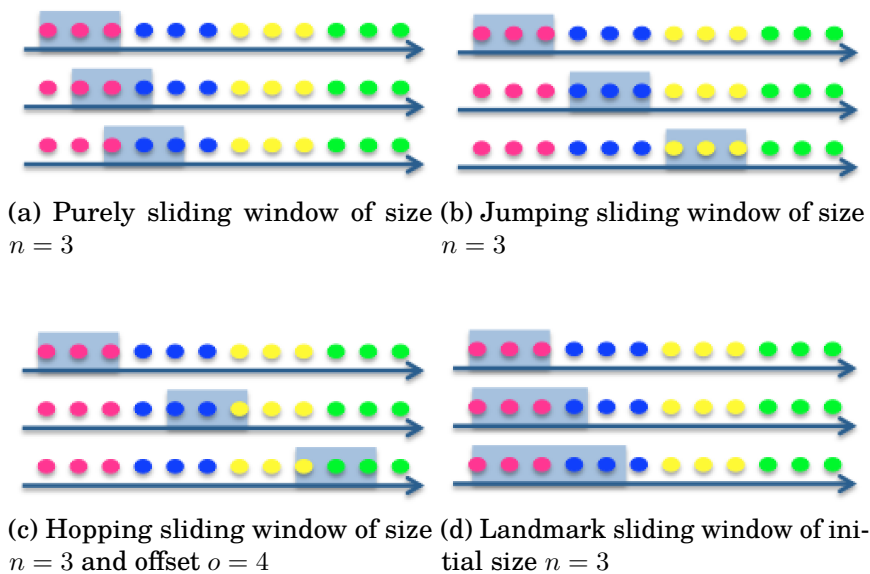 (a) Purely sliding window of size
n = 3
(b) Jumping sliding window of size
n = 3
(c) Hopping sliding window of size
n = 3 and offset o = 4
(d) Landmark sliding window of ini-
tial size n = 3